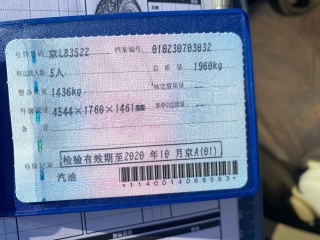 号牌号码 京LB3522 档案编号 010230703032
核定载人数 5人 总质量 1960kg
整备质量 1436kg 核定载质量 --
外廓尺寸 4544×1760×1461mm 准牵引总质量 --
备注
检验记录 检验有效期至2020年10月京A(01)
汽油
*1140014088563*